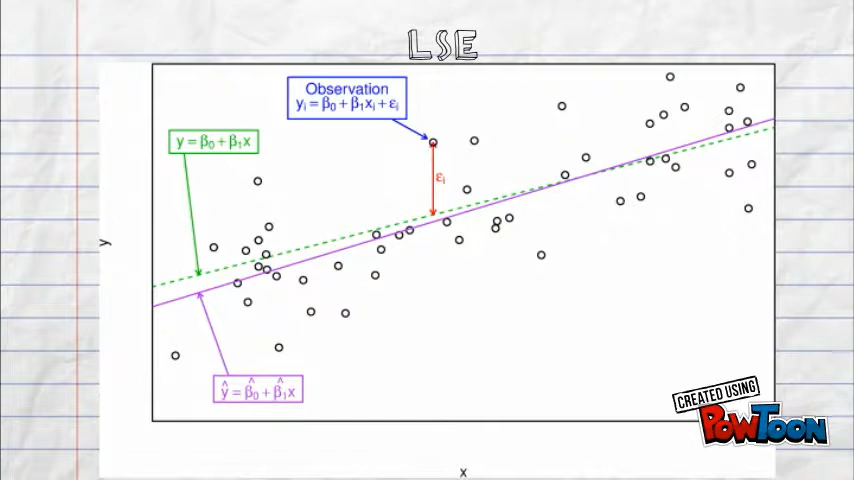 LSE
Observation
yᵢ = β₀ + β₁xᵢ + εᵢ
y = β₀ + β₁x
εᵢ
y
ŷ = β̂₀ + β̂₁x
CREATED USING
POWTOON
x